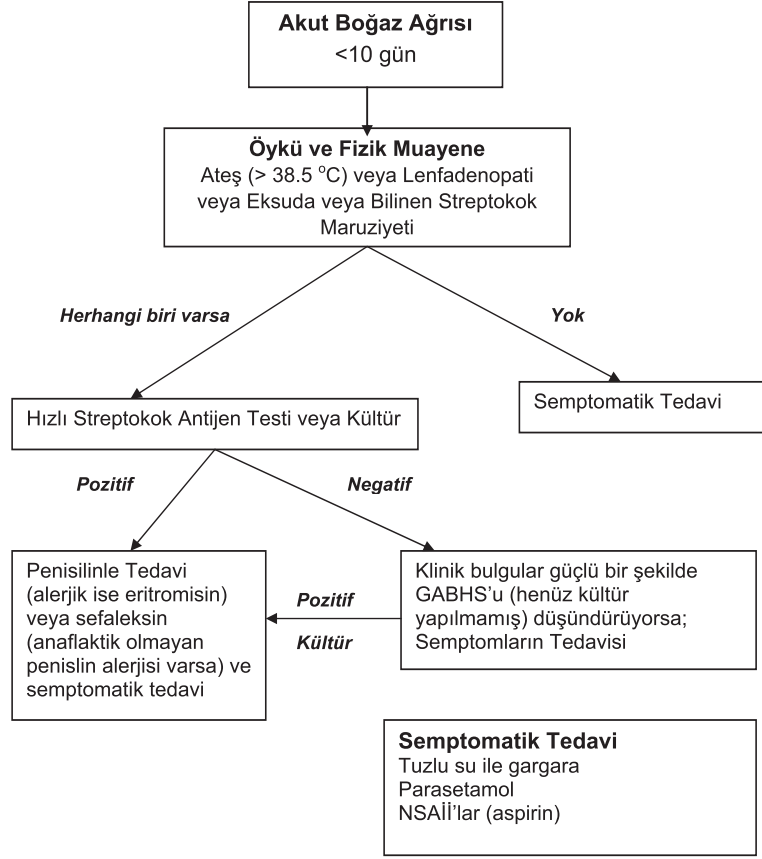 Akut Boğaz Ağrısı
<10 gün
Öykü ve Fizik Muayene
Ateş (> 38.5 °C) veya Lenfadenopati
veya Eksuda veya Bilinen Streptokok
Maruziyeti
Herhangi biri varsa
Yok
Semptomatik Tedavi
Hızlı Streptokok Antijen Testi veya Kültür
Pozitif
Negatif
Penisilinle Tedavi
(alerjik ise eritromisin)
veya sefaleksin
(anaflaktik olmayan
penislin alerjisi varsa) ve
semptomatik tedavi
Pozitif
Kültür
Klinik bulgular güçlü bir şekilde
GABHS’u (henüz kültür
yapılmamış) düşündürüyorsa;
Semptomların Tedavisi
Semptomatik Tedavi
Tuzlu su ile gargara
Parasetamol
NSAİİ’lar (aspirin)